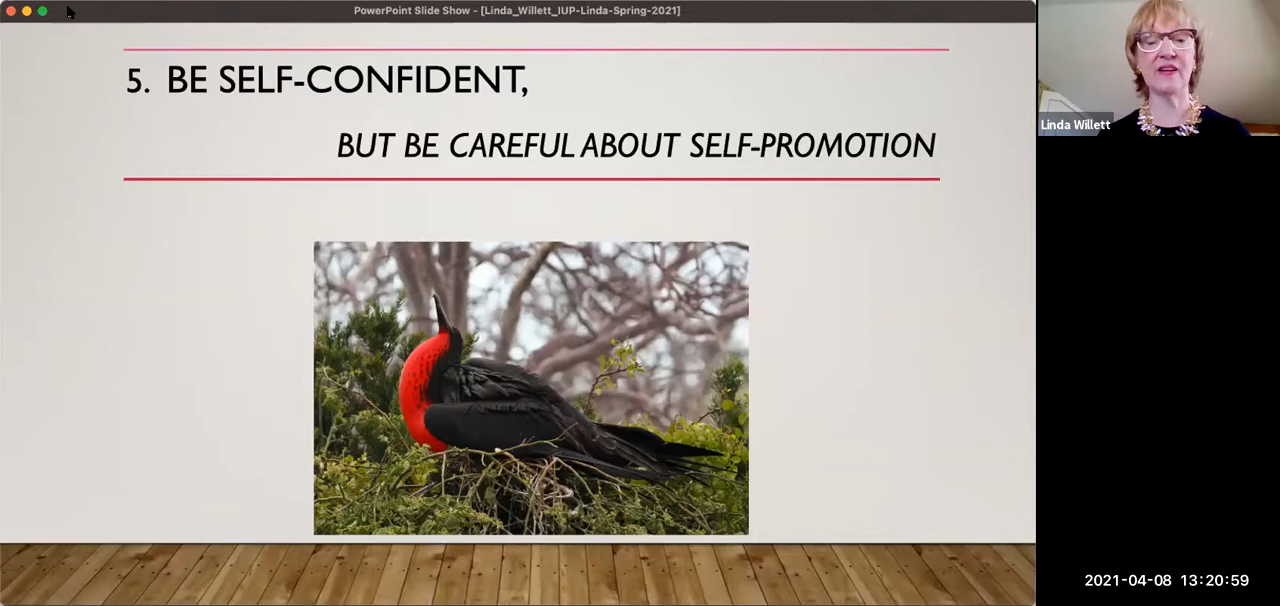 PowerPoint Slide Show - [Linda_Willett_IUP-Linda-Spring-2021]
5. BE SELF-CONFIDENT,
BUT BE CAREFUL ABOUT SELF-PROMOTION
Linda Willett
2021-04-08 13:20:59